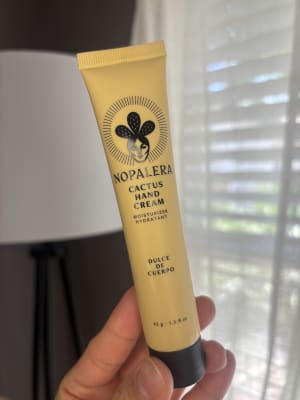 NOPALERA
CACTUS
HAND
CREAM
MOISTURIZER
HYDRATANT
DULCE
DE
CUERPO